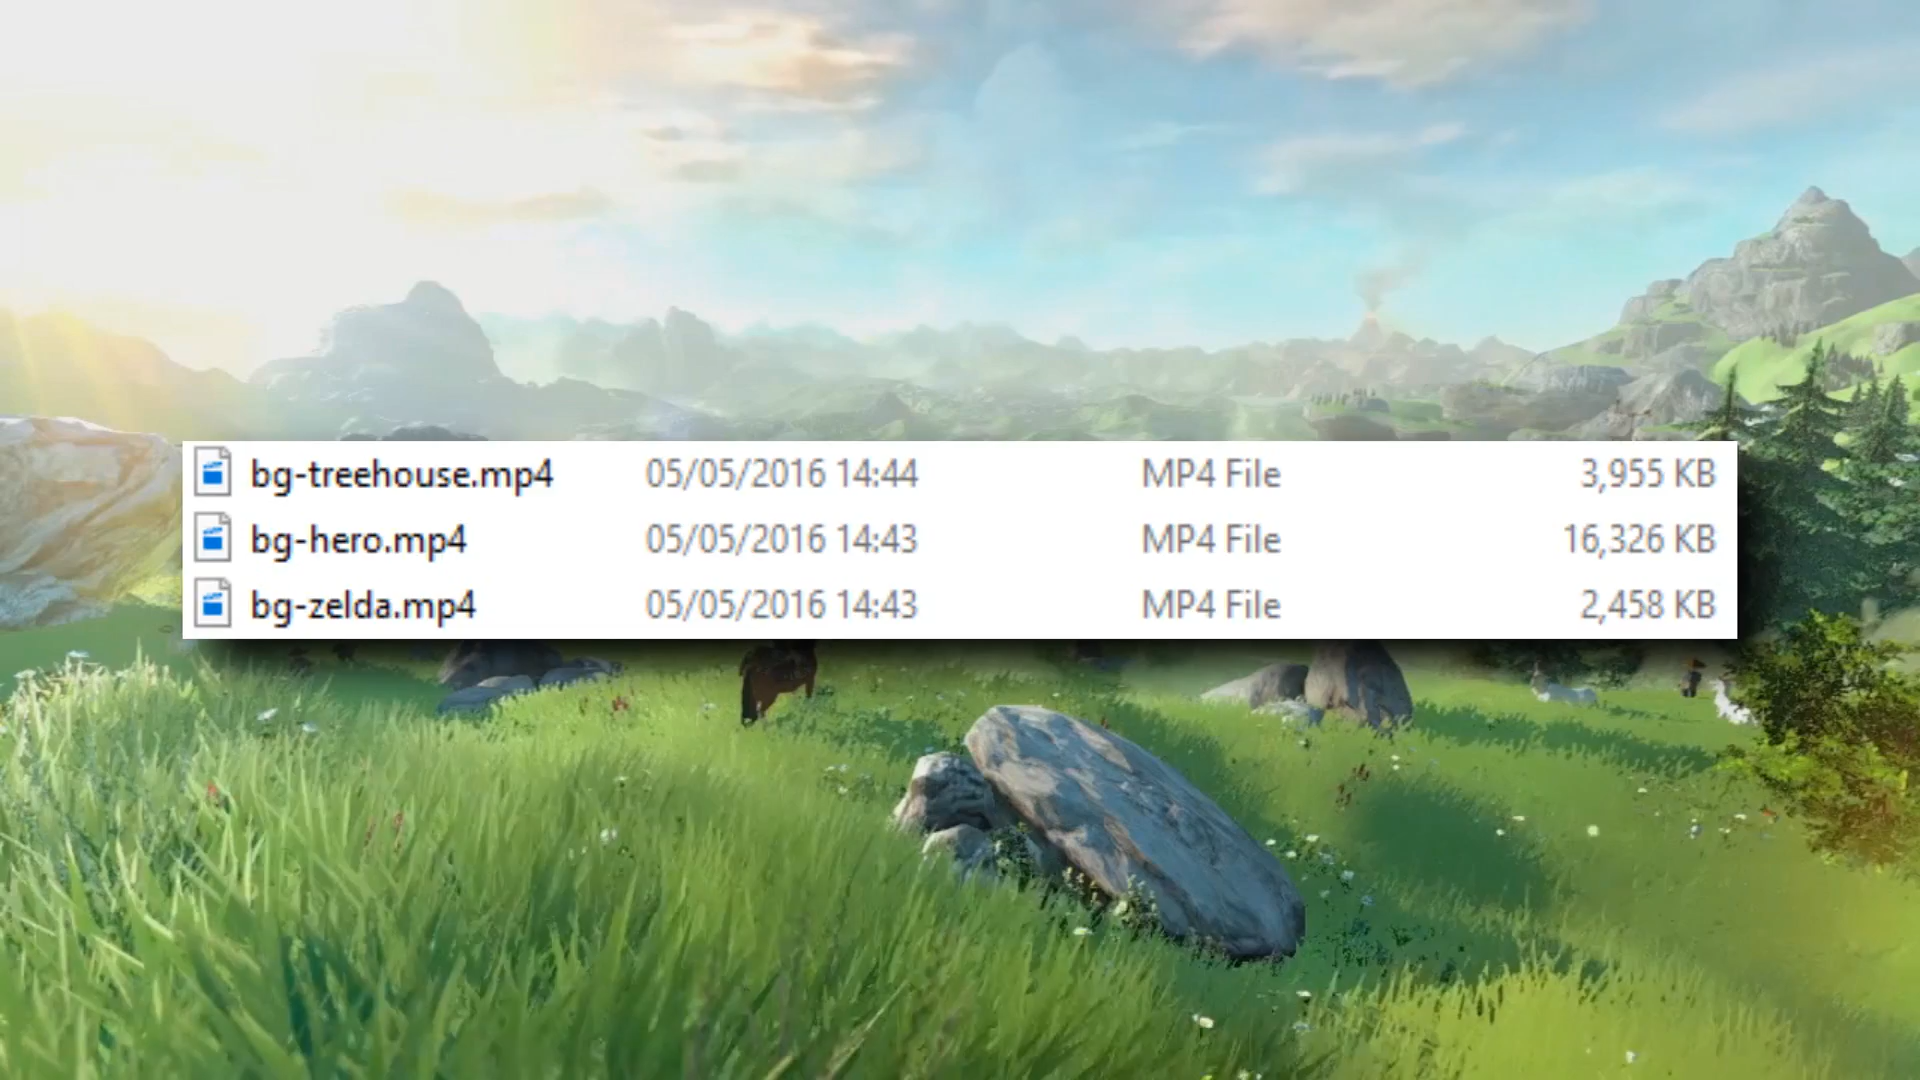 bg-treehouse.mp4 05/05/2016 14:44 MP4 File 3,955 KB
bg-hero.mp4 05/05/2016 14:43 MP4 File 16,326 KB
bg-zelda.mp4 05/05/2016 14:43 MP4 File 2,458 KB